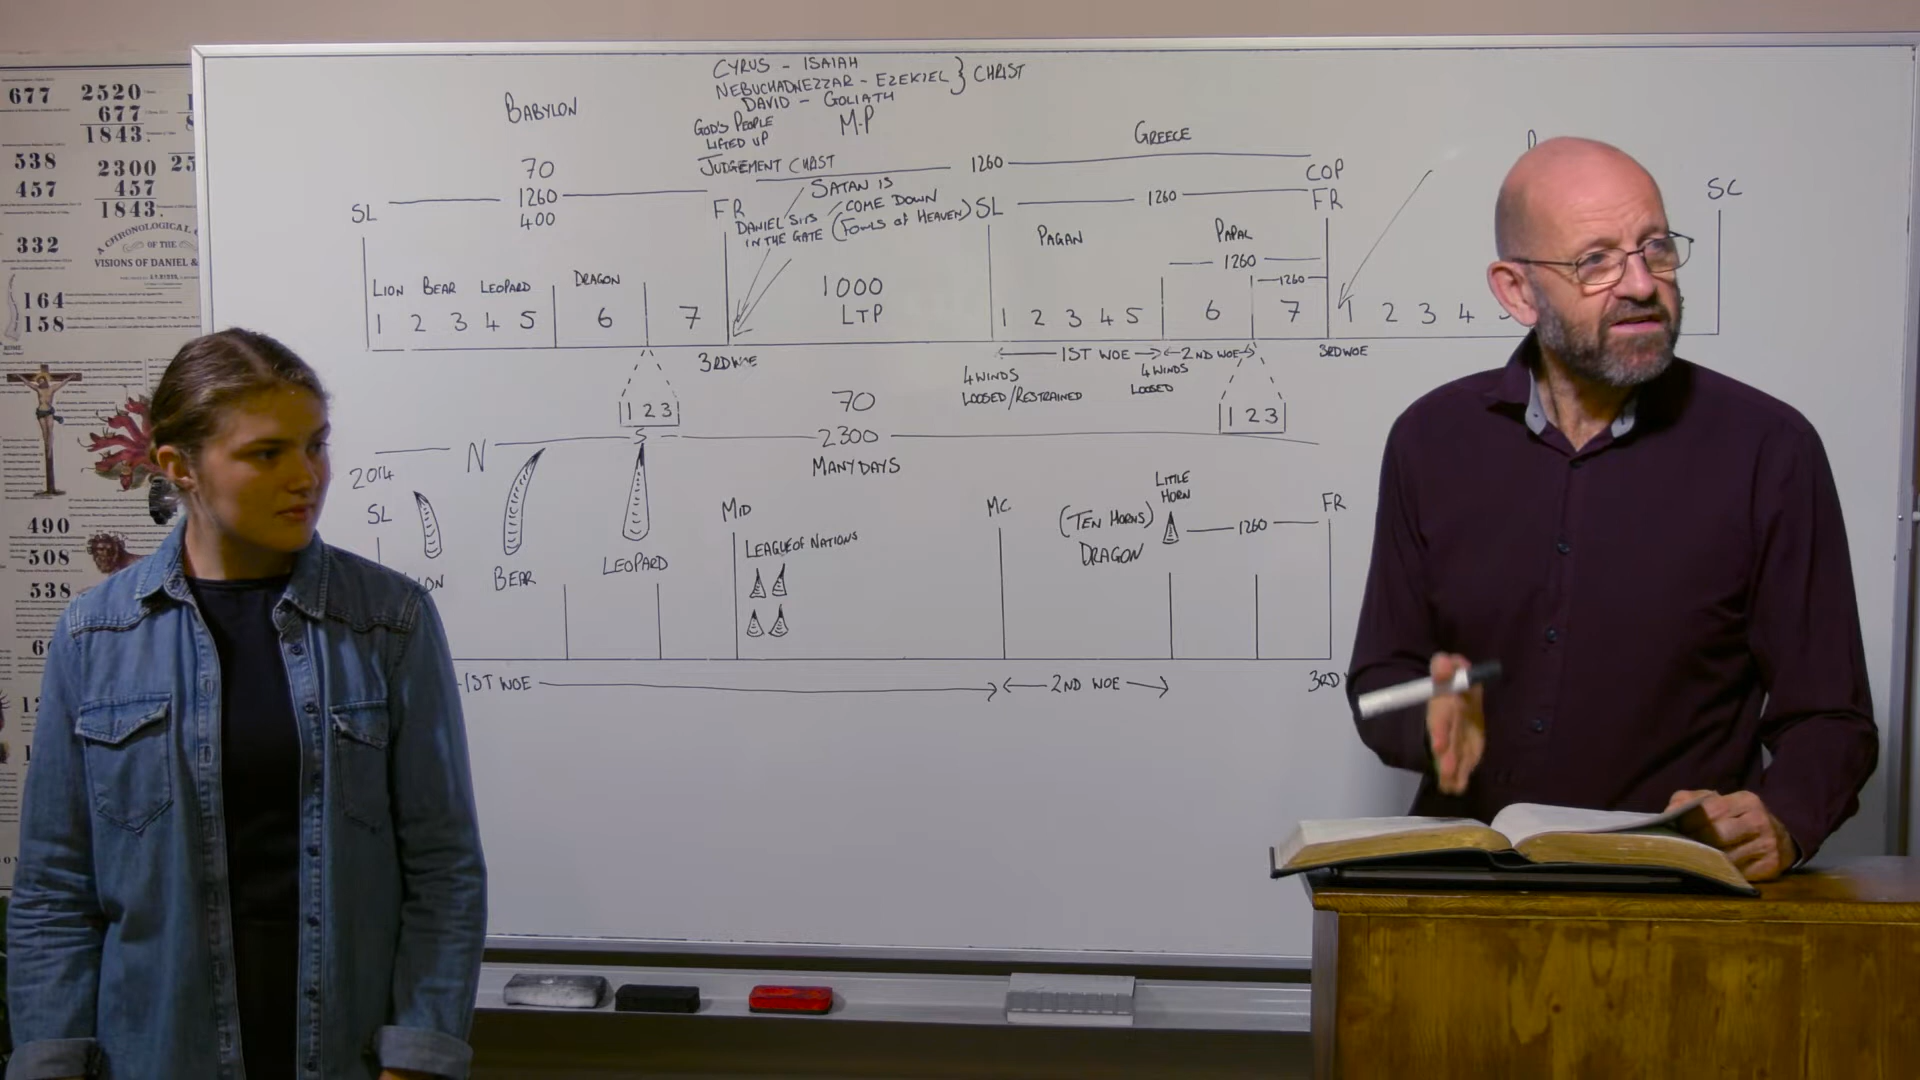 677 2520
677
1843.
538 2300 25
457 457
1843.
332
A CHRONOLOGICAL
OF THE
VISIONS OF DANIEL &
164
158
490
508
538
CYRUS - ISAIAH
NEBUCHADNEZZAR - EZEKIEL } CHRIST
DAVID - GOLIATH
M.P
GOD'S PEOPLE
LIFTED UP
JUDGEMENT CHRIST
BABYLON
70
1260
400
SL
FR
SATAN IS
COME DOWN
(FOWLS OF HEAVEN)
DANIEL SITS
IN THE GATE
1260
GREECE
COP
FR
SL
1260
SC
PAGAN
PAPAL
1260
1260
LION BEAR LEOPARD DRAGON
1 2 3 4 5 6 7
1000
LTP
1 2 3 4 5 6 7
1 2 3 4
3RD WOE
1ST WOE
2ND WOE
3RD WOE
4 WINDS
LOOSED/RESTRAINED
4 WINDS
LOOSED
1 2 3
70
1 2 3
N
S
2300
MANY DAYS
2014
SL
MID
MC
FR
BEAR
LEOPARD
LEAGUE OF NATIONS
(TEN HORNS)
DRAGON
LITTLE
HORN
1260
1ST WOE
2ND WOE
3RD